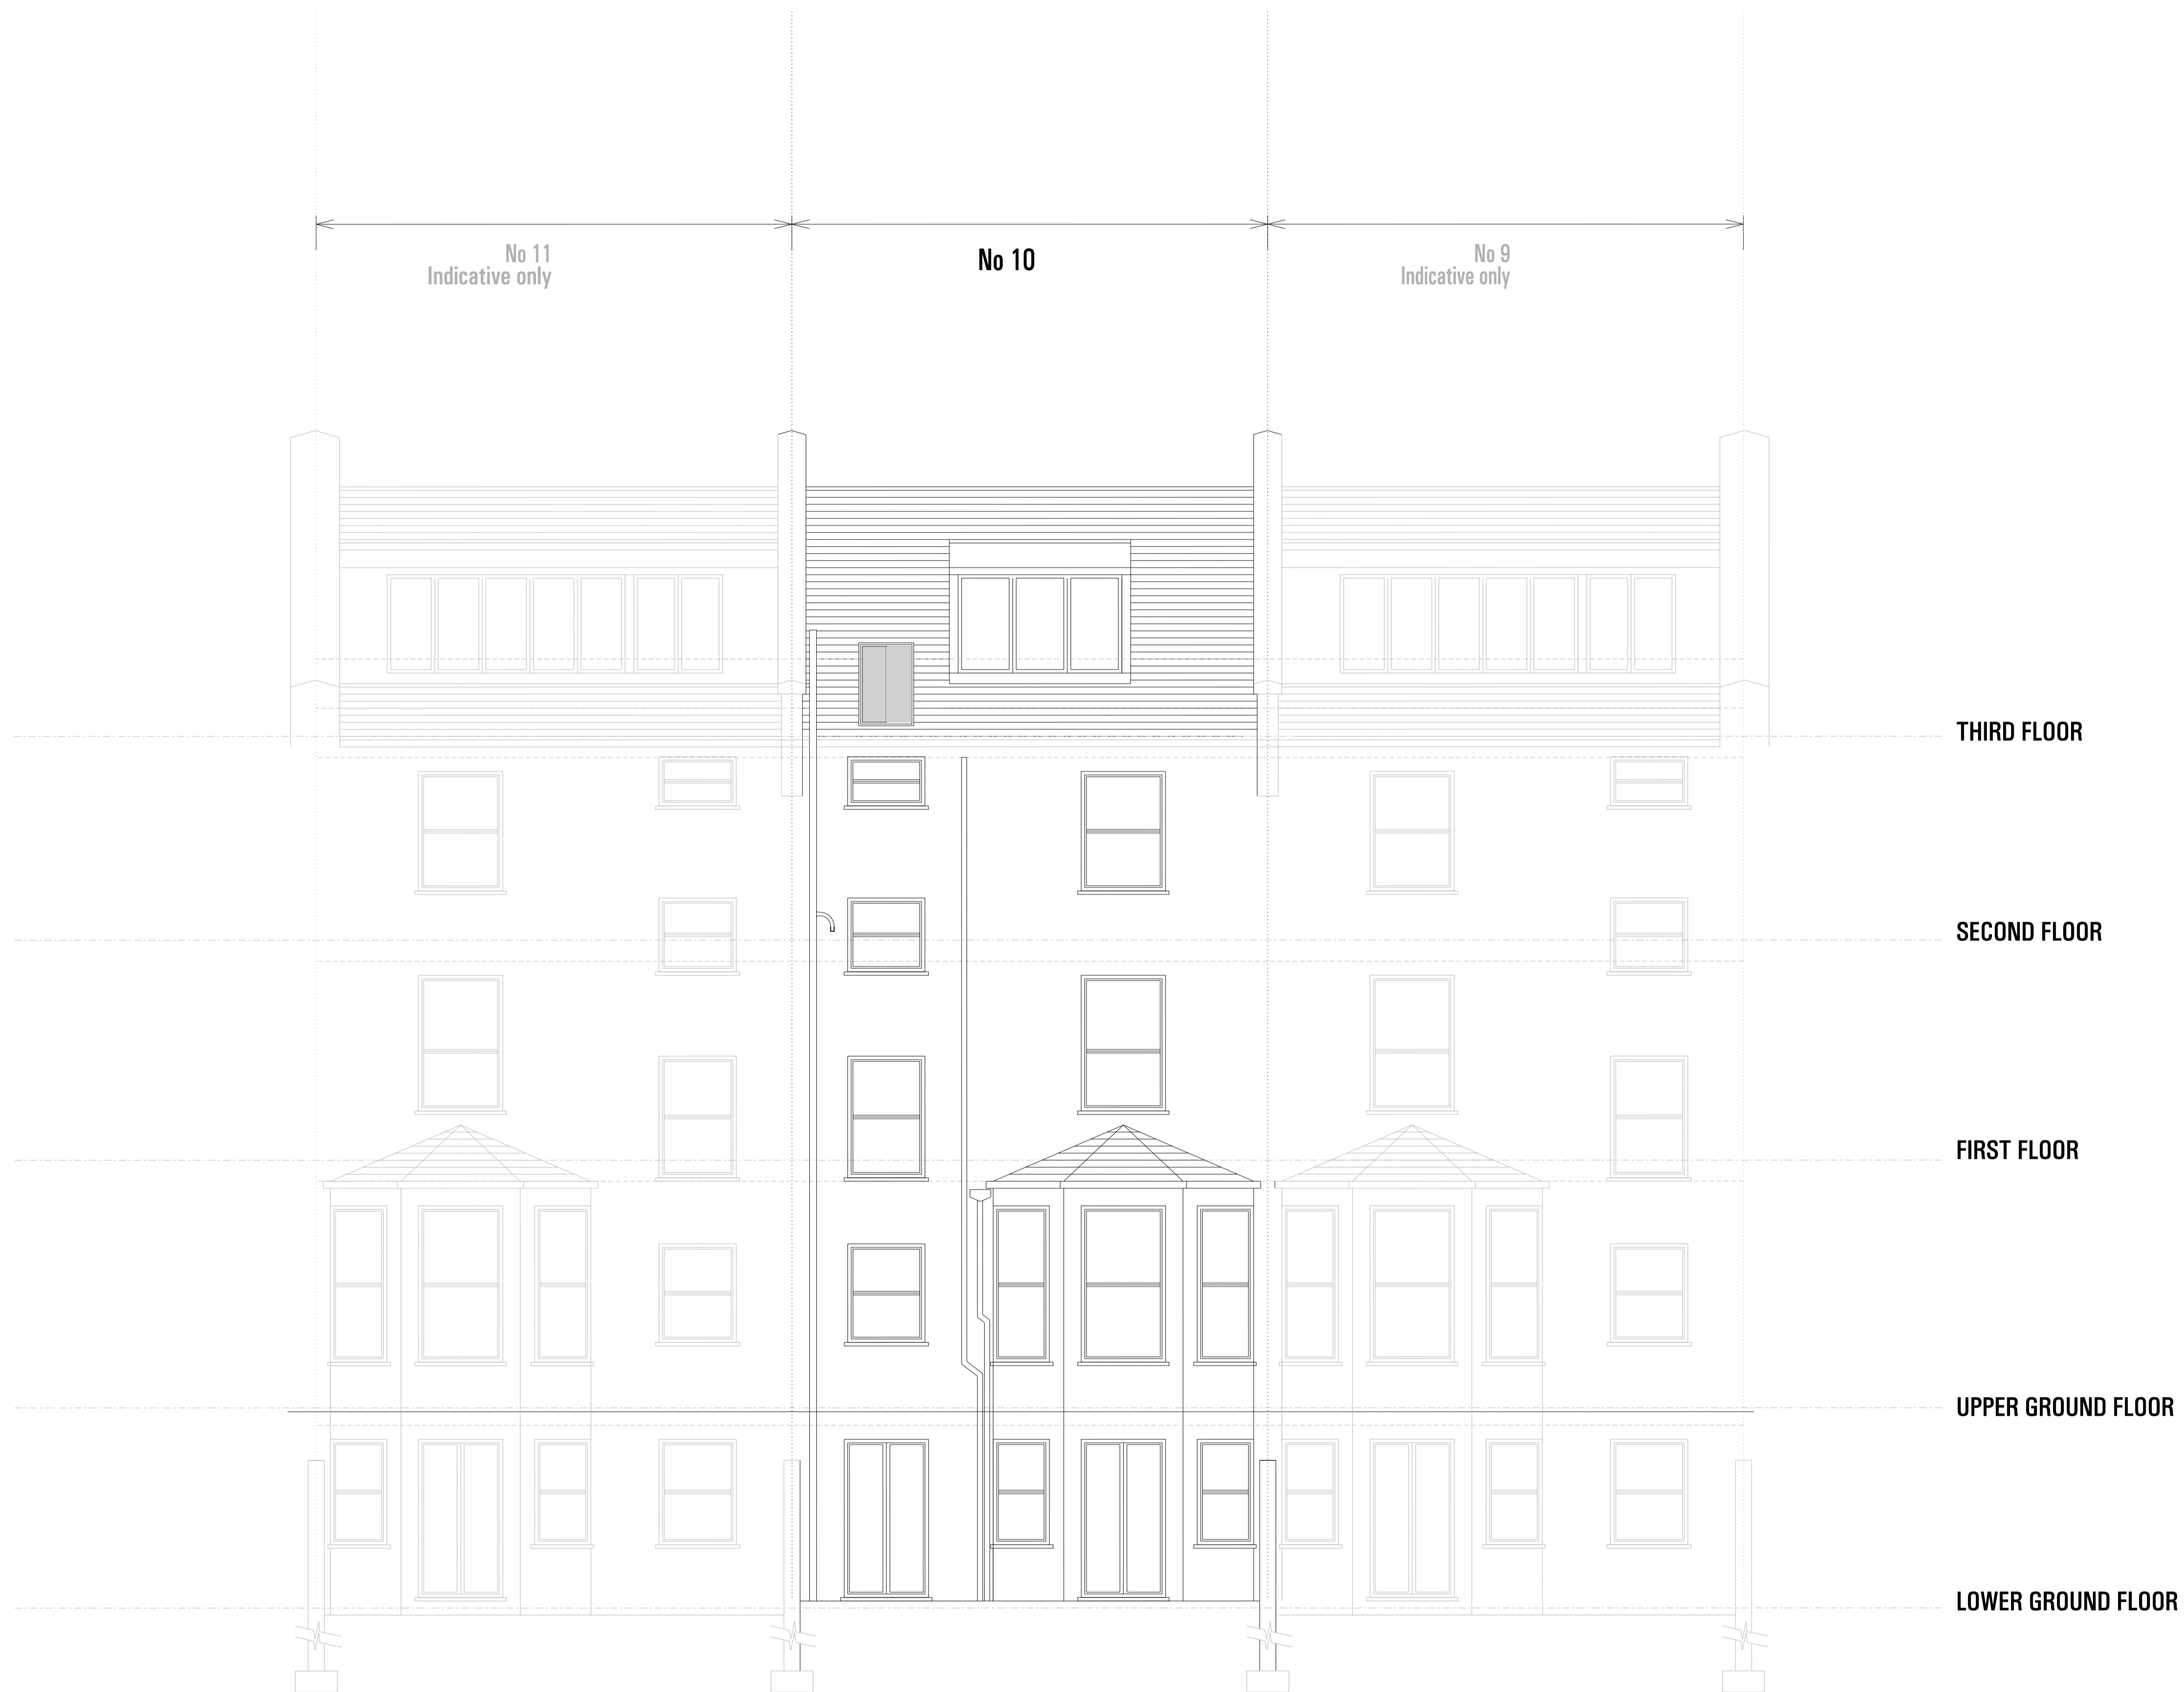 No 11
Indicative only
No 10
No 9
Indicative only
THIRD FLOOR
SECOND FLOOR
FIRST FLOOR
UPPER GROUND FLOOR
LOWER GROUND FLOOR